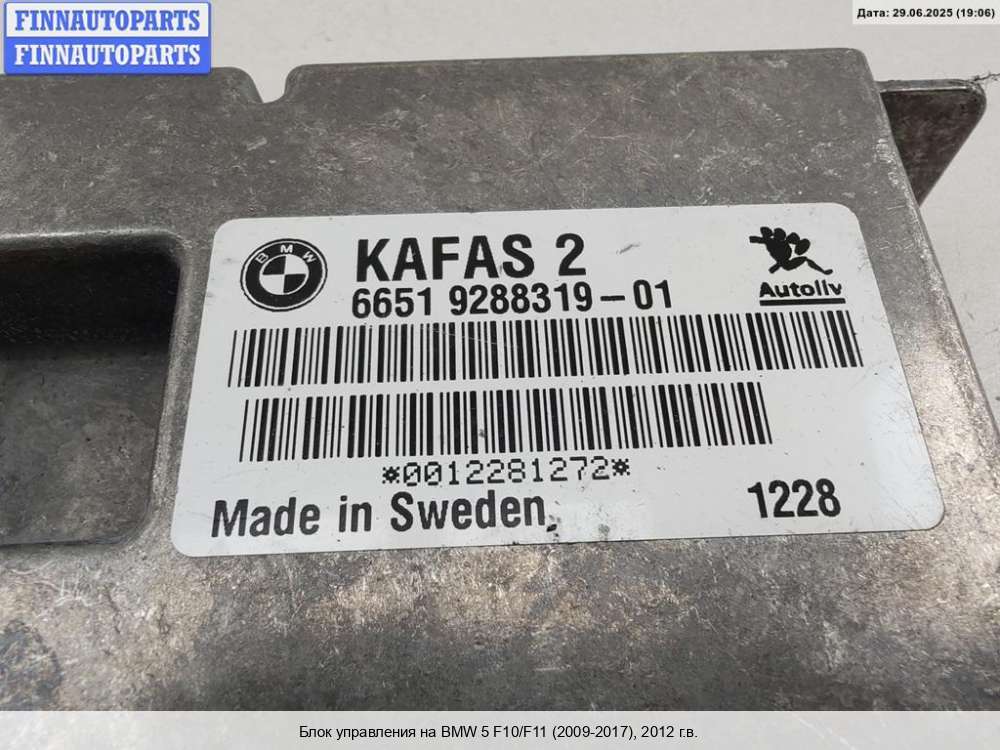 FINNAUTOPARTS
FINNAUTOPARTS
Дата: 29.06.2025 (19:06)
BMW
KAFAS 2
6651 9288319-01
Autoliv
*0012281272*
Made in Sweden
1228
Блок управления на BMW 5 F10/F11 (2009-2017), 2012 г.в.